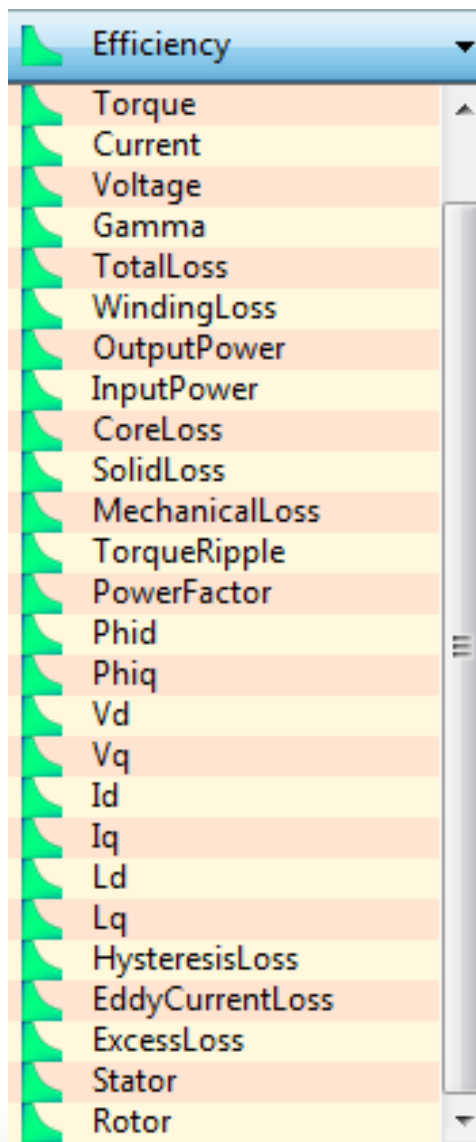 Efficiency
Torque
Current
Voltage
Gamma
TotalLoss
WindingLoss
OutputPower
InputPower
CoreLoss
SolidLoss
MechanicalLoss
TorqueRipple
PowerFactor
Phid
Phiq
Vd
Vq
Id
Iq
Ld
Lq
HysteresisLoss
EddyCurrentLoss
ExcessLoss
Stator
Rotor